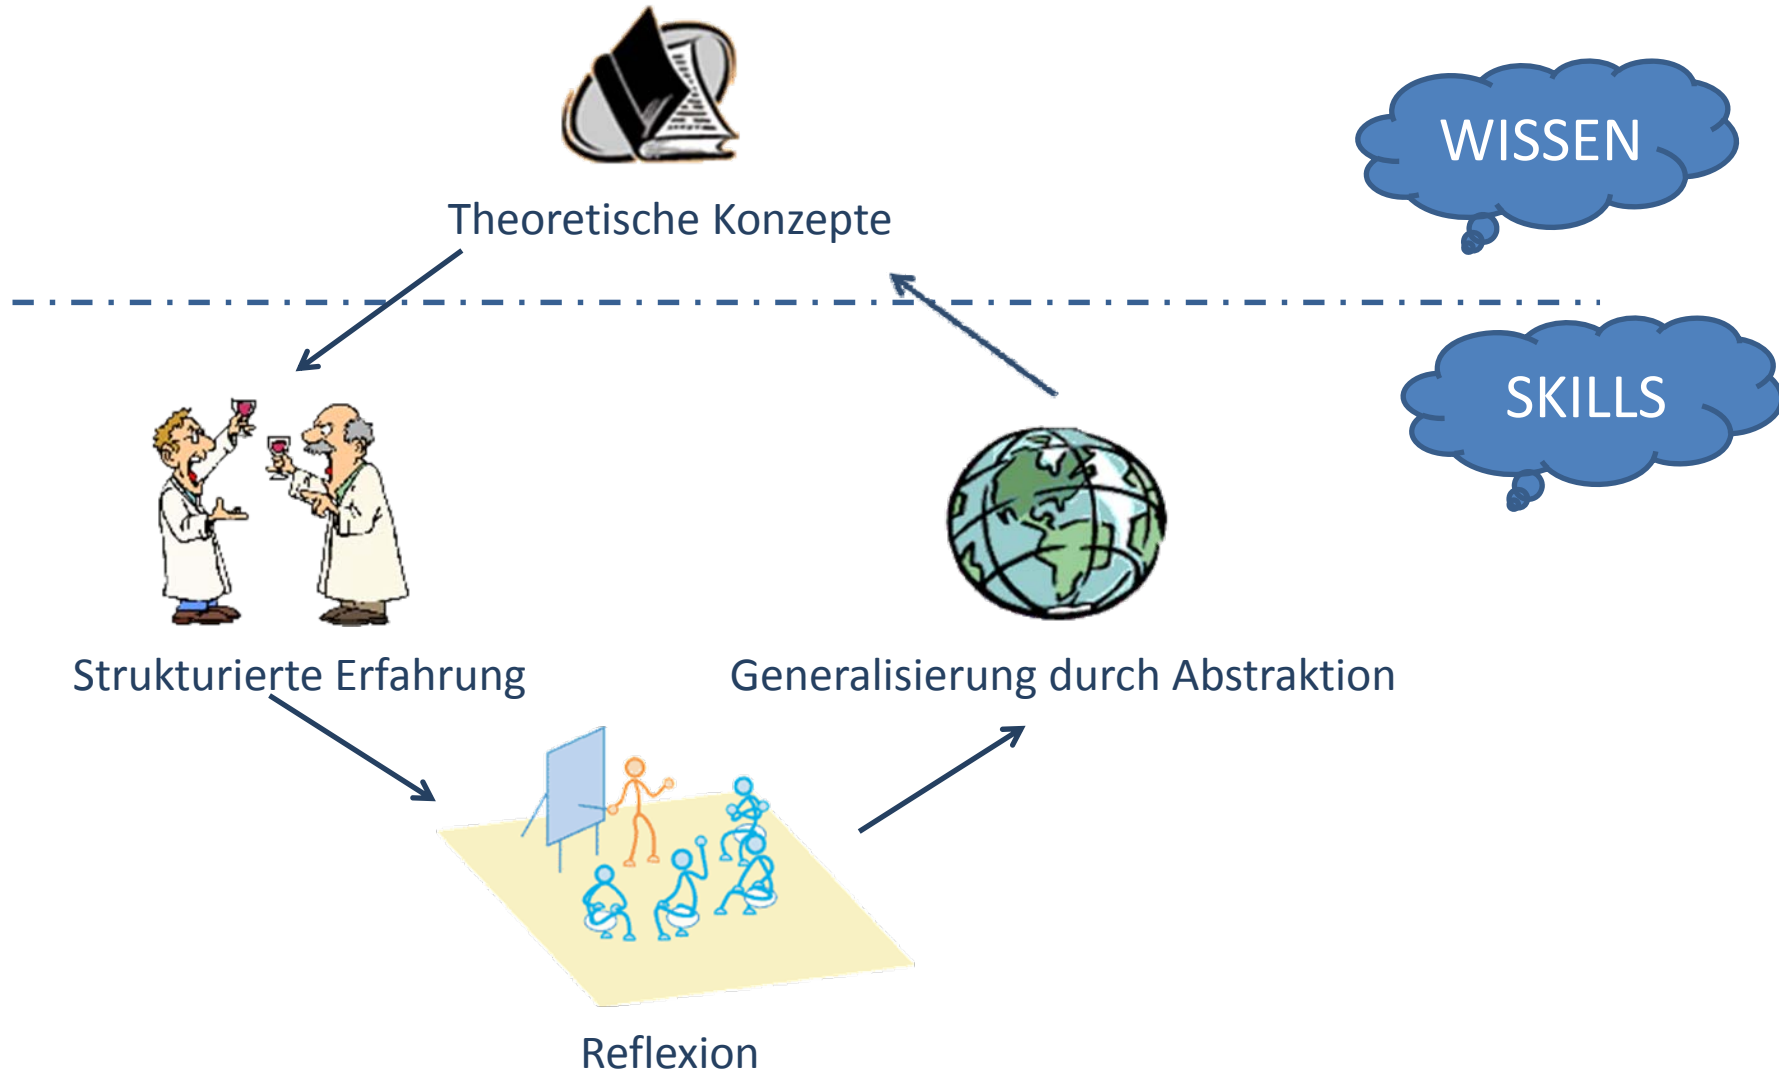 WISSEN
Theoretische Konzepte
SKILLS
Strukturierte Erfahrung
Generalisierung durch Abstraktion
Reflexion